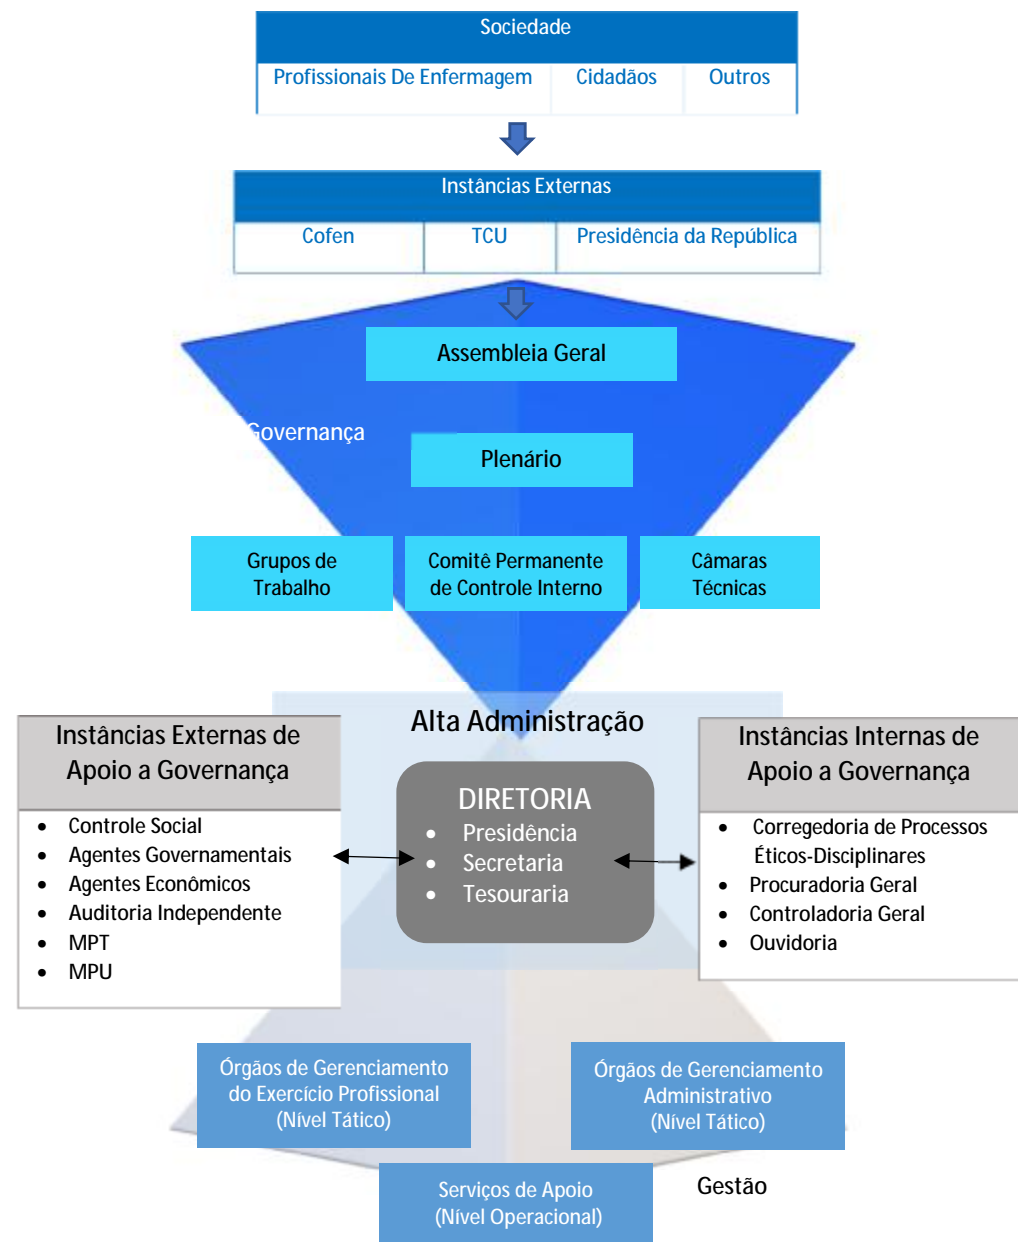 Sociedade
Profissionais De Enfermagem Cidadãos Outros
Instâncias Externas
Cofen TCU Presidência da República
Assembleia Geral
Governança
Plenário
Grupos de
Trabalho
Comitê Permanente
de Controle Interno
Câmaras
Técnicas
Alta Administração
Instâncias Externas de
Apoio a Governança
• Controle Social
• Agentes Governamentais
• Agentes Econômicos
• Auditoria Independente
• MPT
• MPU
DIRETORIA
• Presidência
• Secretaria
• Tesouraria
Instâncias Internas de
Apoio a Governança
• Corregedoria de Processos
Éticos-Disciplinares
• Procuradoria Geral
• Controladoria Geral
• Ouvidoria
Órgãos de Gerenciamento
do Exercício Profissional
(Nível Tático)
Órgãos de Gerenciamento
Administrativo
(Nível Tático)
Serviços de Apoio
(Nível Operacional)
Gestão